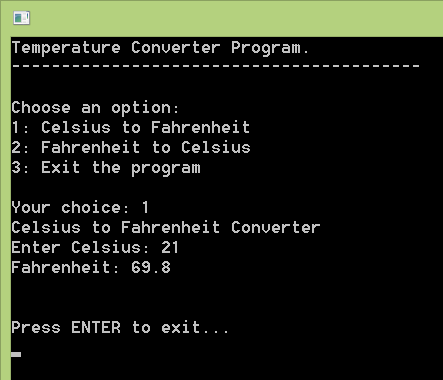 Temperature Converter Program.
-----------------------------------------
Choose an option:
1: Celsius to Fahrenheit
2: Fahrenheit to Celsius
3: Exit the program
Your choice: 1
Celsius to Fahrenheit Converter
Enter Celsius: 21
Fahrenheit: 69.8
Press ENTER to exit...